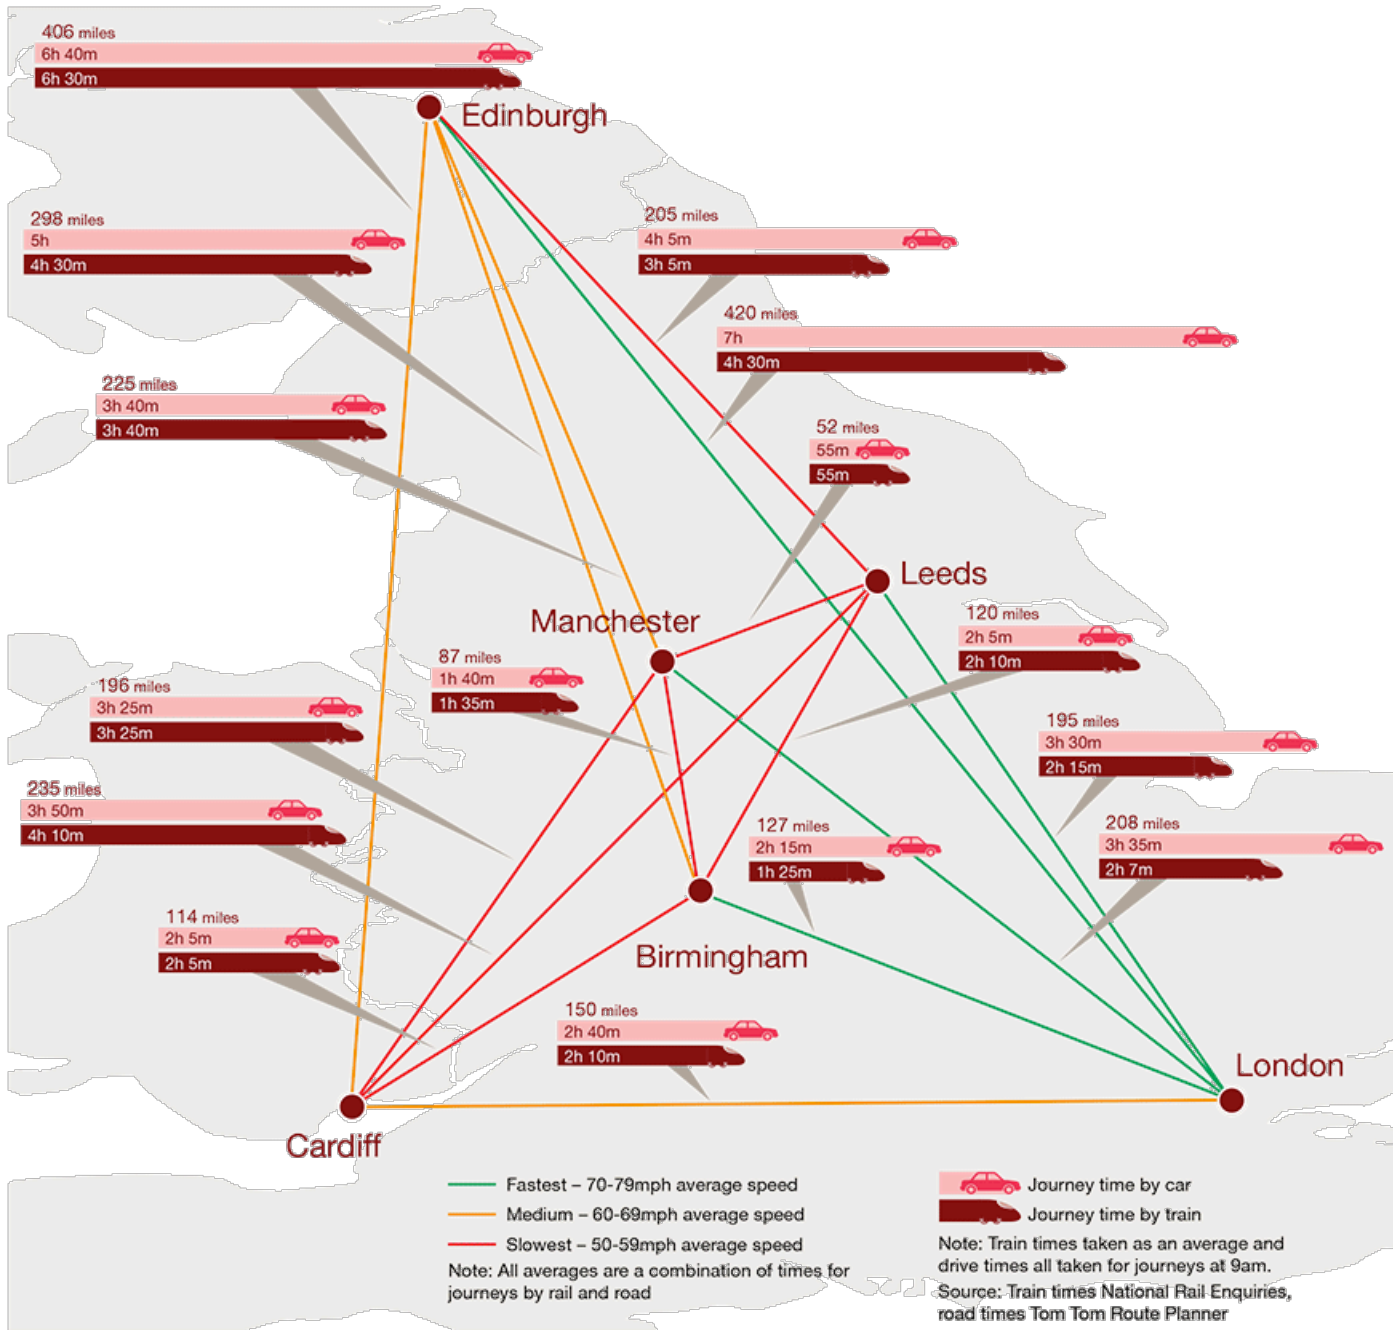 406 miles
6h 40m
6h 30m
Edinburgh
298 miles
5h
4h 30m
205 miles
4h 5m
3h 5m
420 miles
7h
4h 30m
225 miles
3h 40m
3h 40m
52 miles
55m
55m
Leeds
Manchester
120 miles
2h 5m
2h 10m
87 miles
1h 40m
1h 35m
196 miles
3h 25m
3h 25m
195 miles
3h 30m
2h 15m
235 miles
3h 50m
4h 10m
127 miles
2h 15m
1h 25m
208 miles
3h 35m
2h 7m
114 miles
2h 5m
2h 5m
Birmingham
150 miles
2h 40m
2h 10m
London
Cardiff
Fastest – 70-79mph average speed
Medium – 60-69mph average speed
Slowest – 50-59mph average speed
Note: All averages are a combination of times for
journeys by rail and road
Journey time by car
Journey time by train
Note: Train times taken as an average and
drive times all taken for journeys at 9am.
Source: Train times National Rail Enquiries,
road times Tom Tom Route Planner